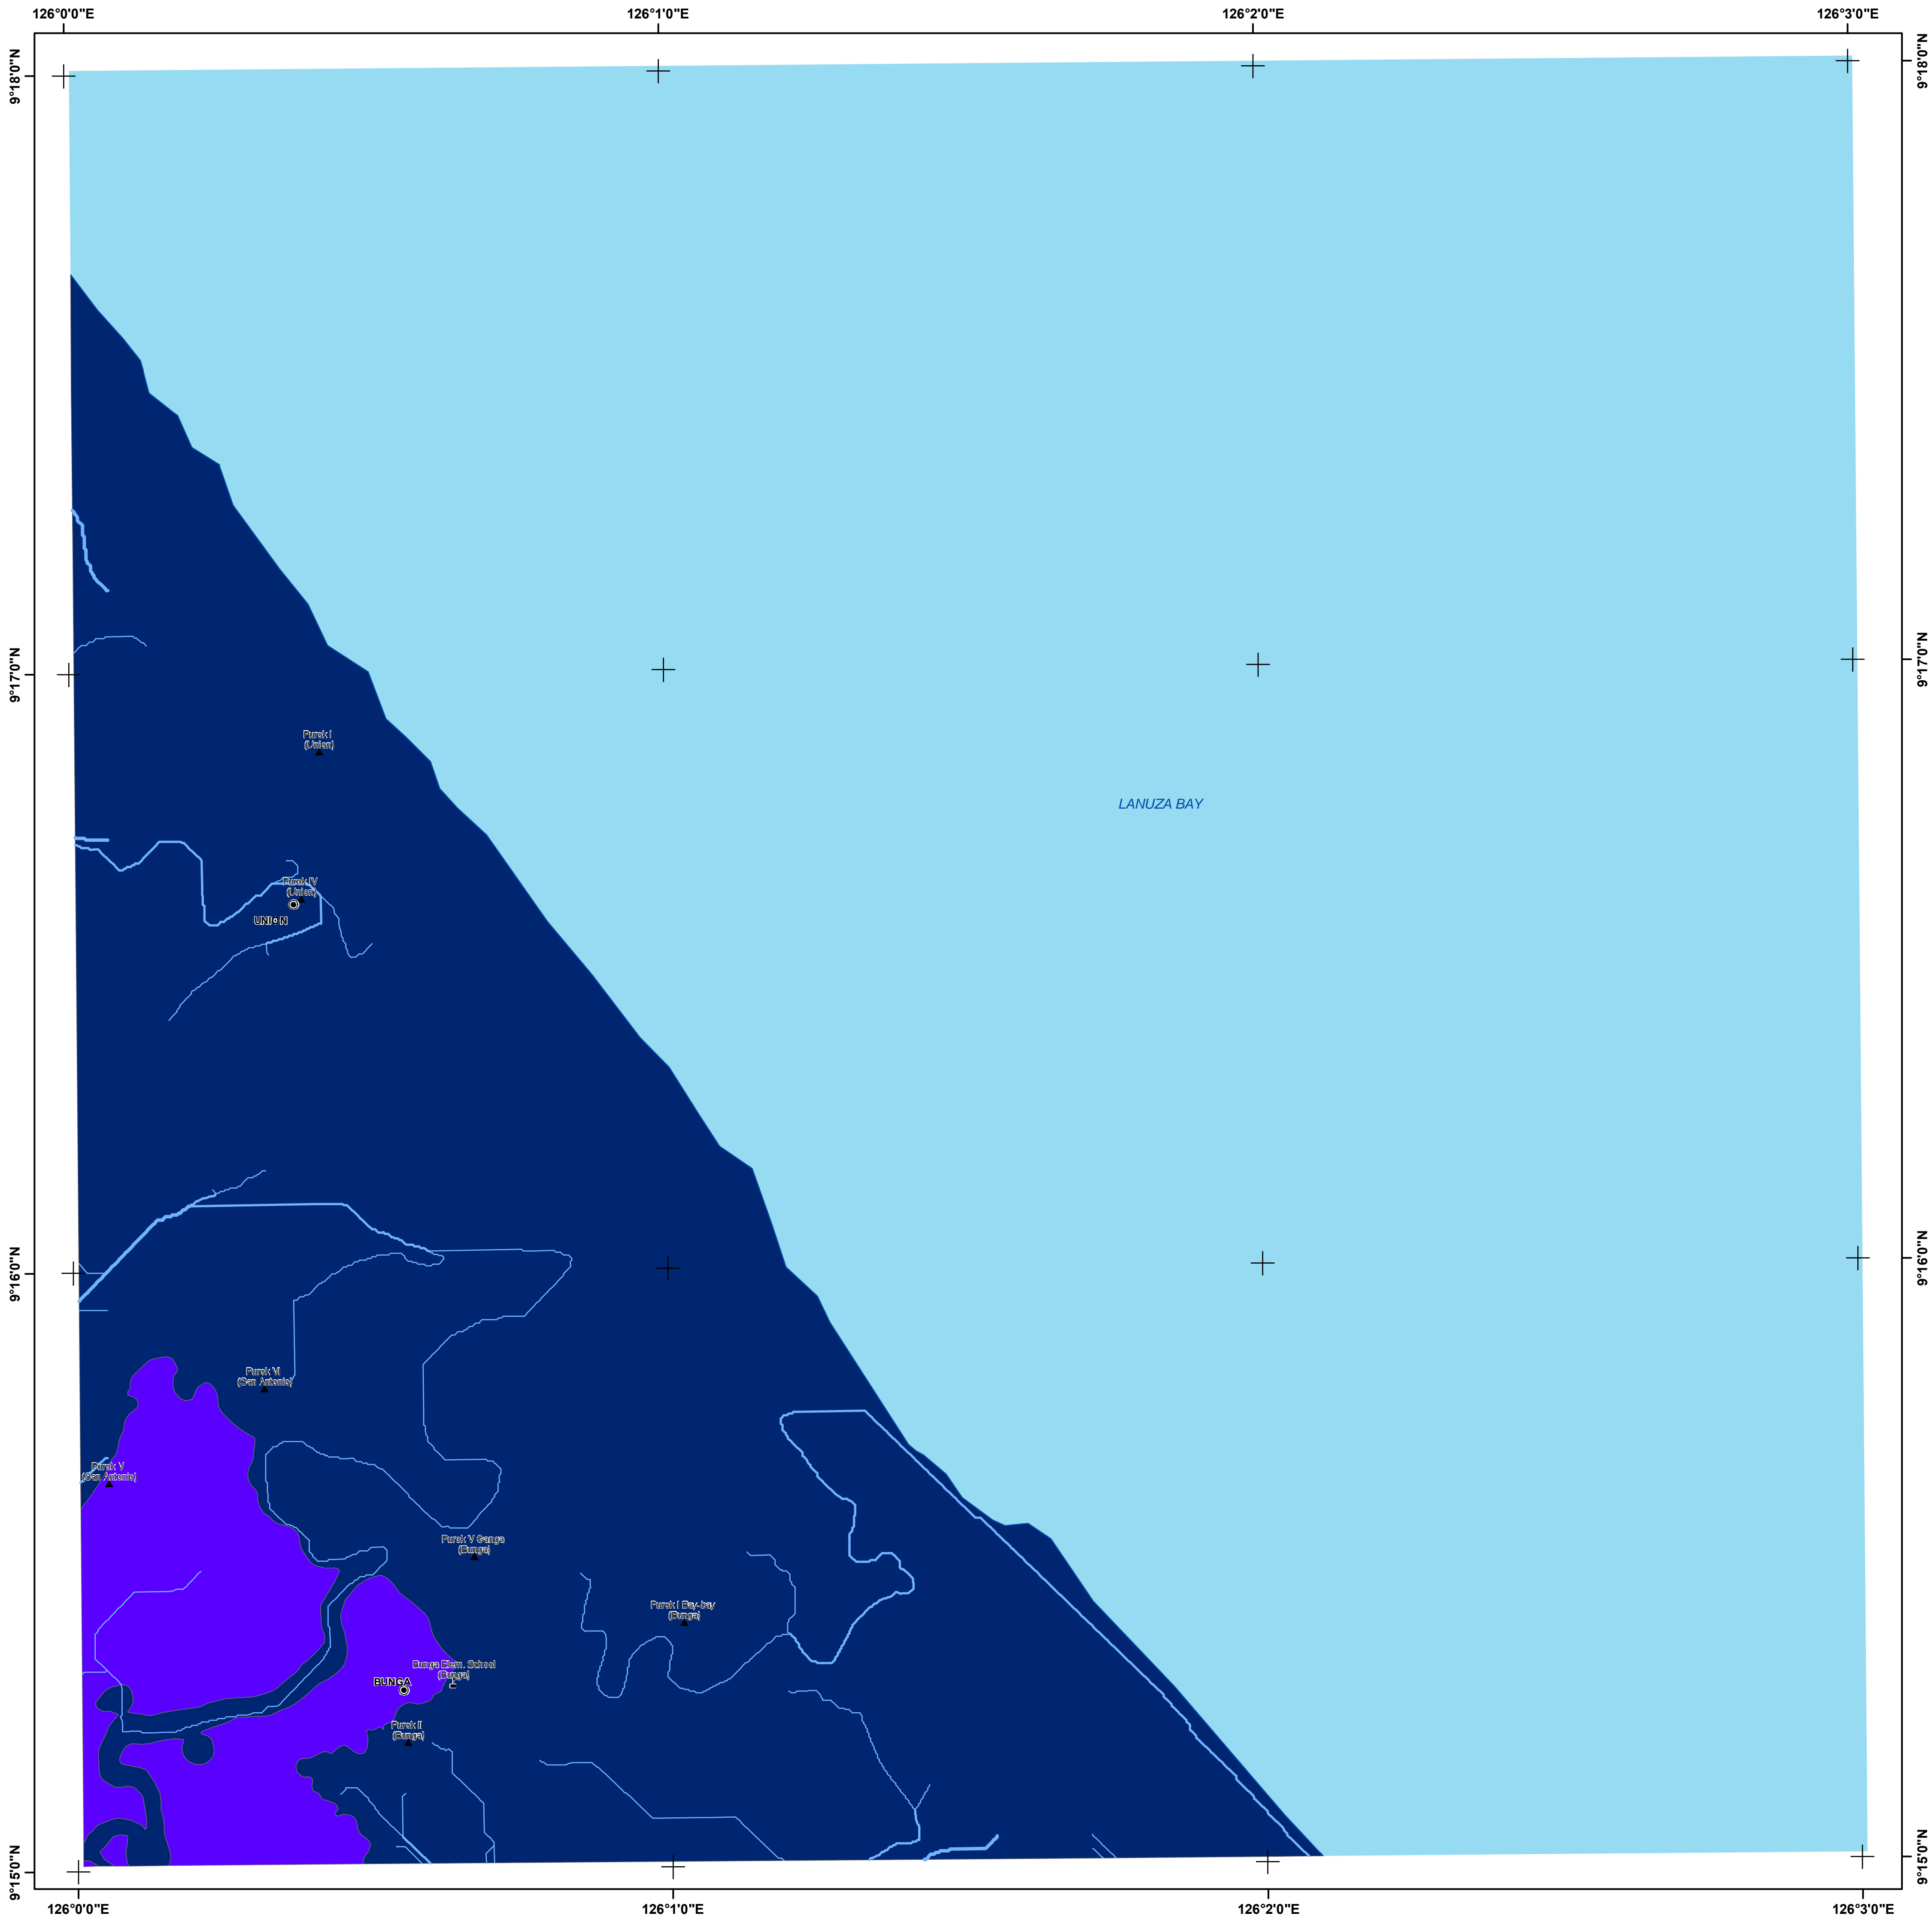 126°0'0"E
126°1'0"E
126°2'0"E
126°3'0"E
9°18'0"N
9°18'0"N
9°17'0"N
9°17'0"N
Purok I
(Union)
LANUZA BAY
Purok IV
(Union)
UNION
9°16'0"N
9°16'0"N
Purok VI
(San Antonio)
Purok V
(San Antonio)
Purok V Ganga
(Bunga)
Purok I Bay-bay
(Bunga)
Bunga Elem. School
(Bunga)
BUNGA
Purok II
(Bunga)
9°15'0"N
9°15'0"N
126°0'0"E
126°1'0"E
126°2'0"E
126°3'0"E